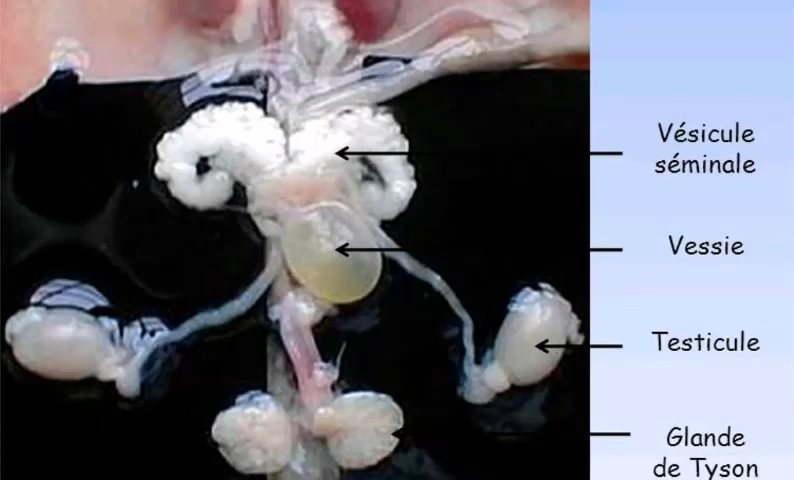 Vésicule
séminale
Vessie
Testicule
Glande
de Tyson